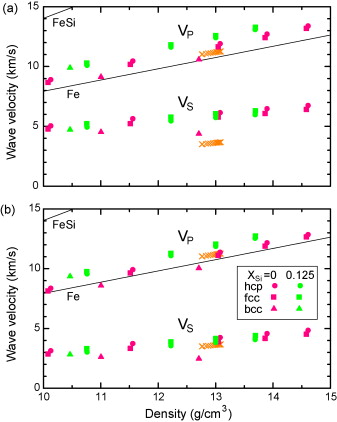 (a)
15
FeSi
V_P
10
Fe
V_S
5
0
Wave velocity (km/s)
(b)
15
FeSi
V_P
10
Fe
X_Si=0 0.125
hcp
fcc
bcc
V_S
5
0
10 11 12 13 14 15
Wave velocity (km/s)
Density (g/cm³)